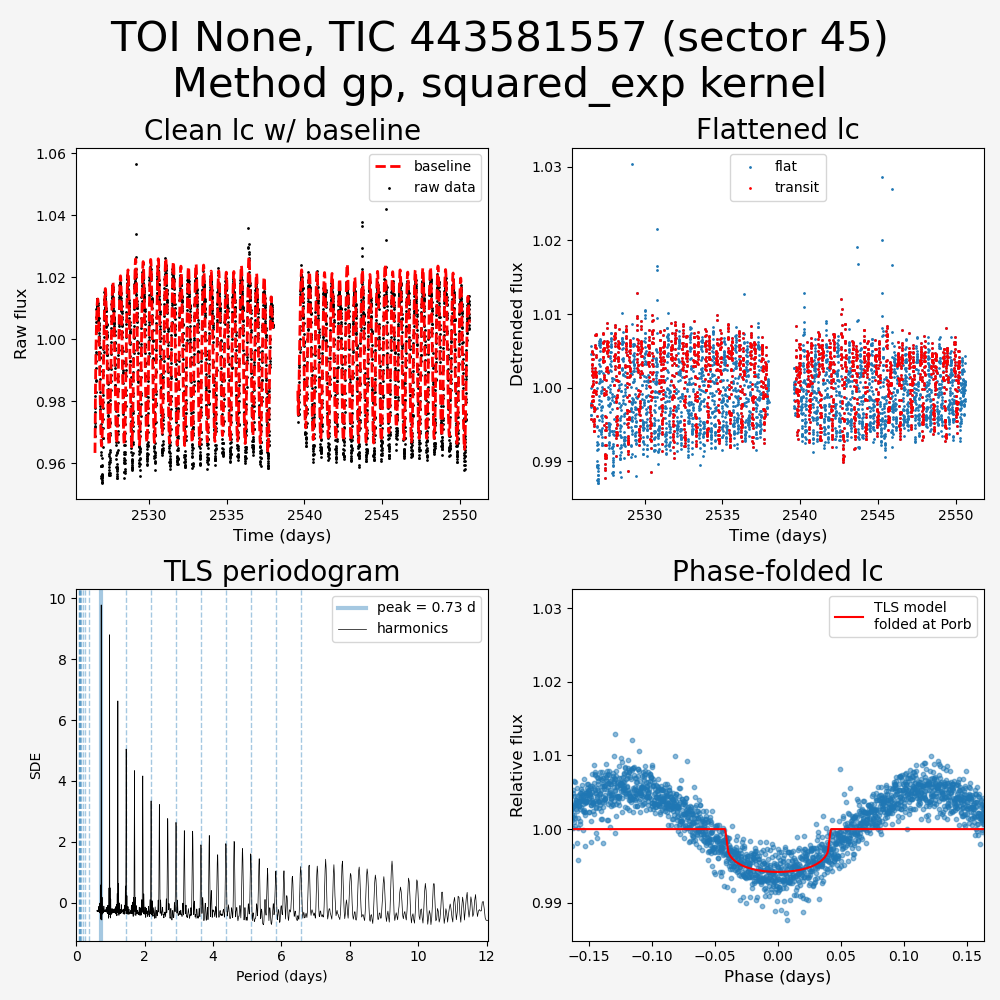 TOI None, TIC 443581557 (sector 45)
Method gp, squared_exp kernel
Clean lc w/ baseline
1.06
1.04
1.02
1.00
0.98
0.96
Raw flux
baseline
raw data
2530
2535
2540
2545
2550
Time (days)
Flattened lc
1.03
1.02
1.01
1.00
0.99
Detrended flux
flat
transit
2530
2535
2540
2545
2550
Time (days)
TLS periodogram
10
8
6
4
2
0
SDE
peak = 0.73 d
harmonics
0
2
4
6
8
10
12
Period (days)
Phase-folded lc
1.03
1.02
1.01
1.00
0.99
Relative flux
TLS model
folded at Porb
−0.15
−0.10
−0.05
0.00
0.05
0.10
0.15
Phase (days)